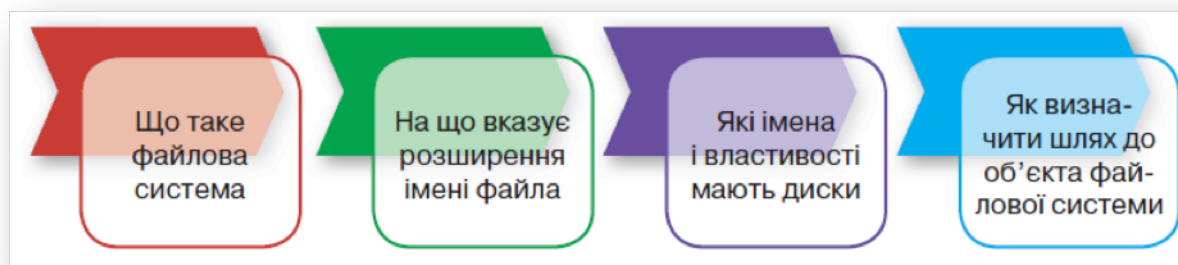 Що таке
файлова
система
На що вказує
розширення
імені файла
Які імена
і властивості
мають диски
Як визна-
чити шлях до
об’єкта фай-
лової системи